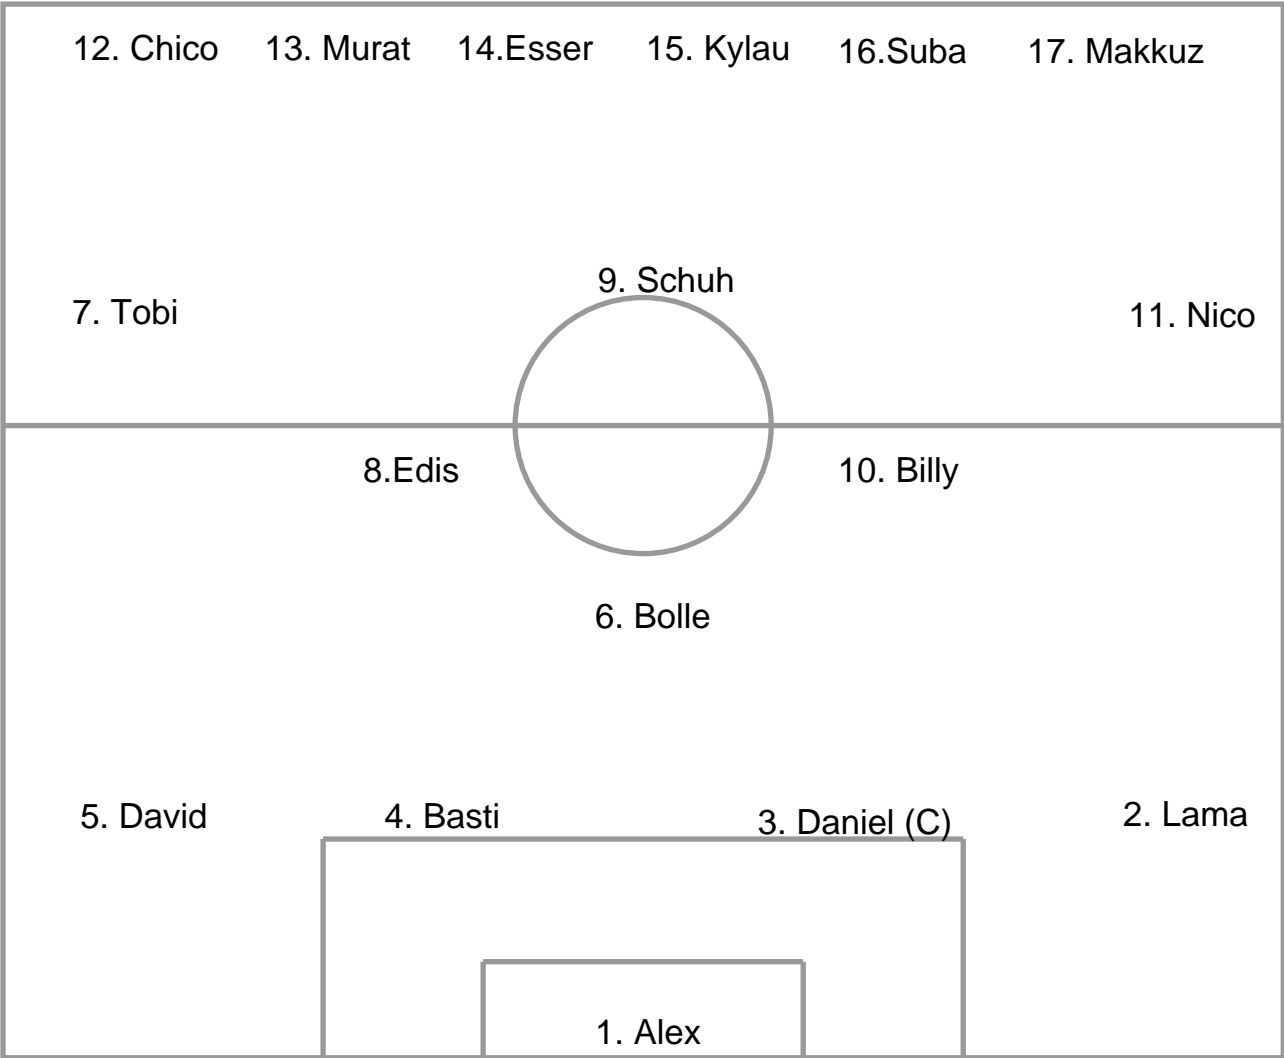 12. Chico
13. Murat
14.Esser
15. Kylau
16.Suba
17. Makkuz
9. Schuh
7. Tobi
11. Nico
8.Edis
10. Billy
6. Bolle
5. David
4. Basti
3. Daniel (C)
2. Lama
1. Alex